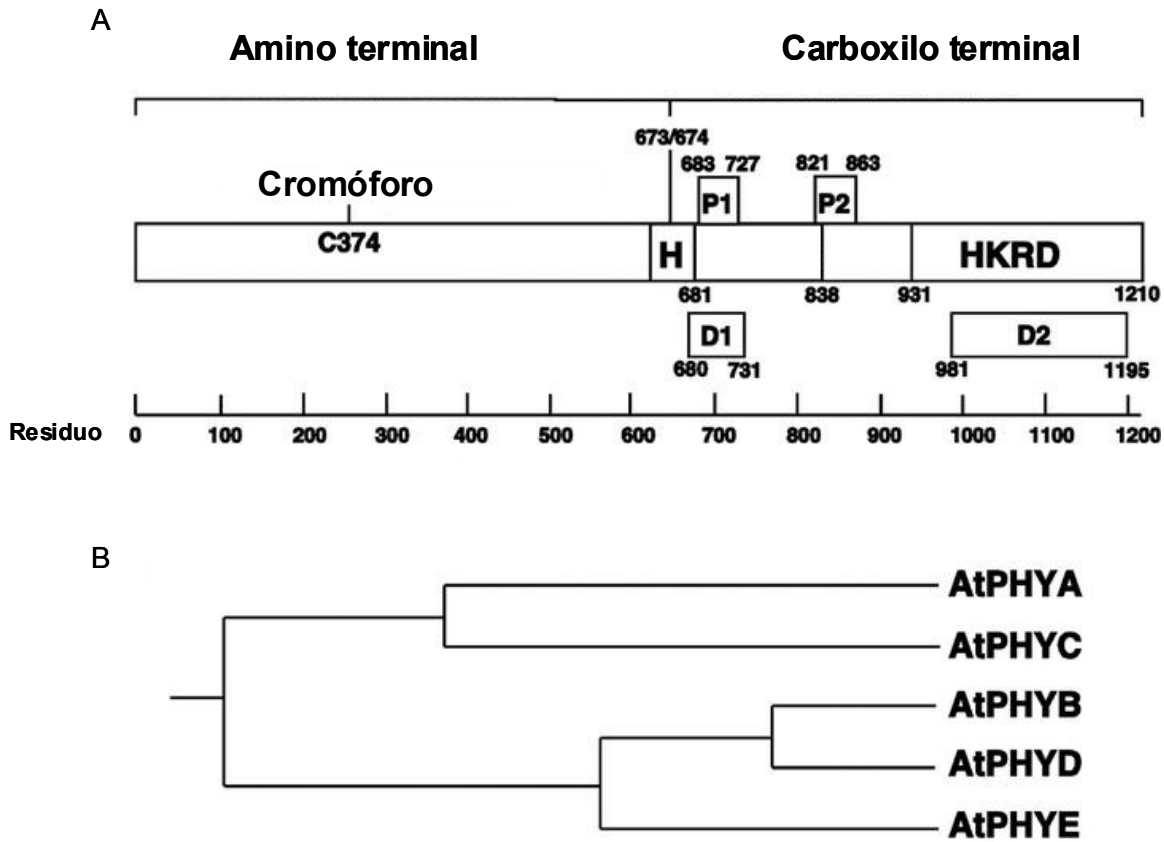 A
Amino terminal Carboxilo terminal
673/674
683 727 821 863
Cromóforo
P1 P2
C374 H HKRD
681 838 931 1210
D1 D2
680 731 981 1195
Residuo 0 100 200 300 400 500 600 700 800 900 1000 1100 1200
B
AtPHYA
AtPHYC
AtPHYB
AtPHYD
AtPHYE